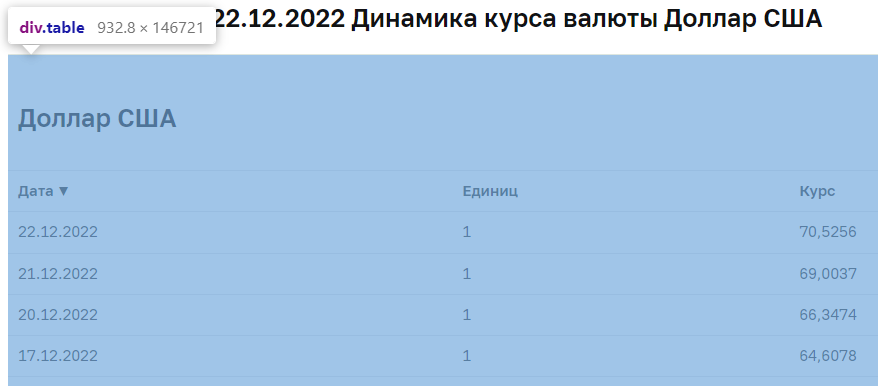 div.table 932.8 × 146721
22.12.2022 Динамика курса валюты Доллар США
Доллар США
Дата ▼ Единиц Курс
22.12.2022 1 70,5256
21.12.2022 1 69,0037
20.12.2022 1 66,3474
17.12.2022 1 64,6078